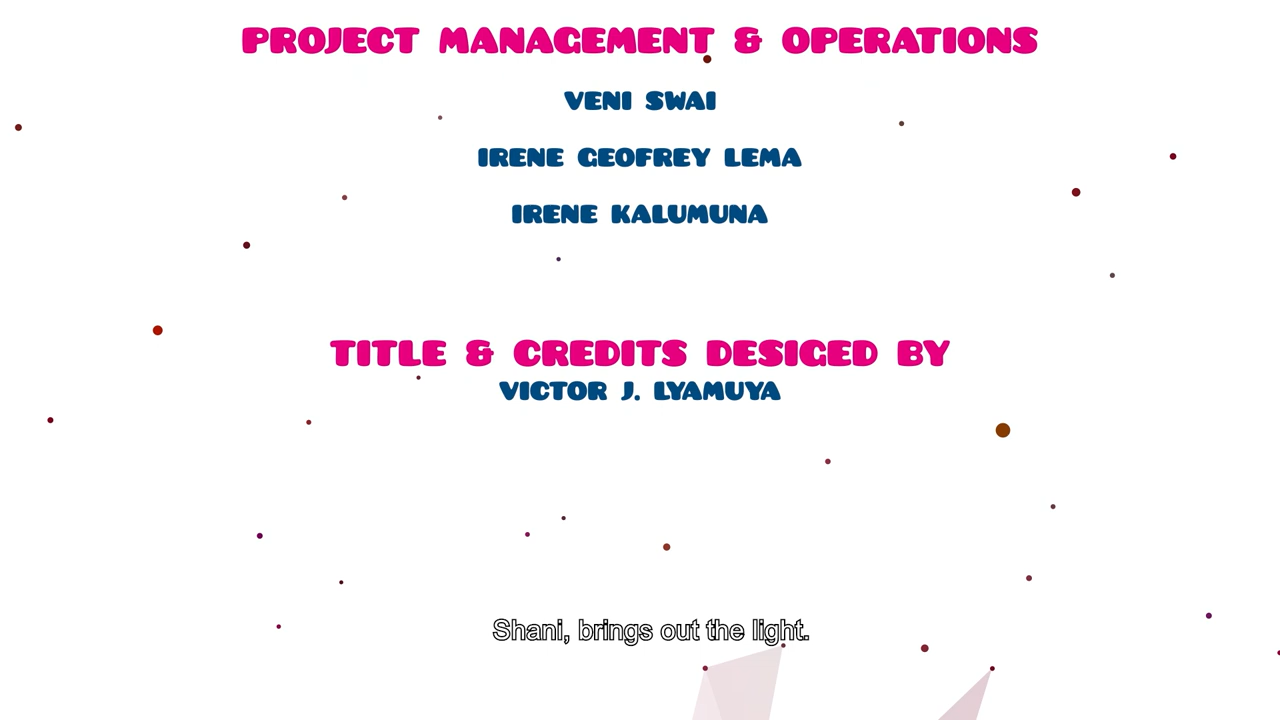 PROJECT MANAGEMENT & OPERATIONS
VENI SWAI
IRENE GEOFREY LEMA
IRENE KALUMUNA
TITLE & CREDITS DESIGED BY
VICTOR J. LYAMUYA
Shani, brings out the light.